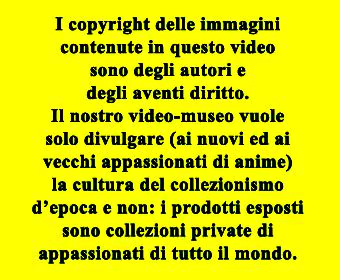 I copyright delle immagini
contenute in questo video
sono degli autori e
degli aventi diritto.
Il nostro video-museo vuole
solo divulgare (ai nuovi ed ai
vecchi appassionati di anime)
la cultura del collezionismo
d’epoca e non: i prodotti esposti
sono collezioni private di
appassionati di tutto il mondo.